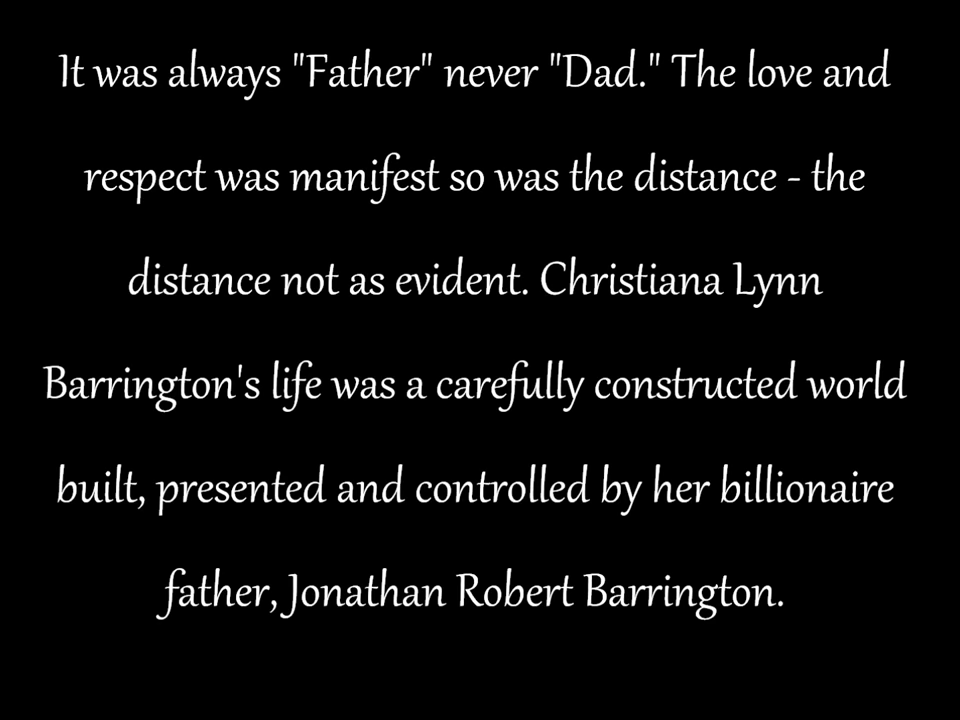 It was always "Father" never "Dad." The love and
respect was manifest so was the distance - the
distance not as evident. Christiana Lynn
Barrington's life was a carefully constructed world
built, presented and controlled by her billionaire
father, Jonathan Robert Barrington.